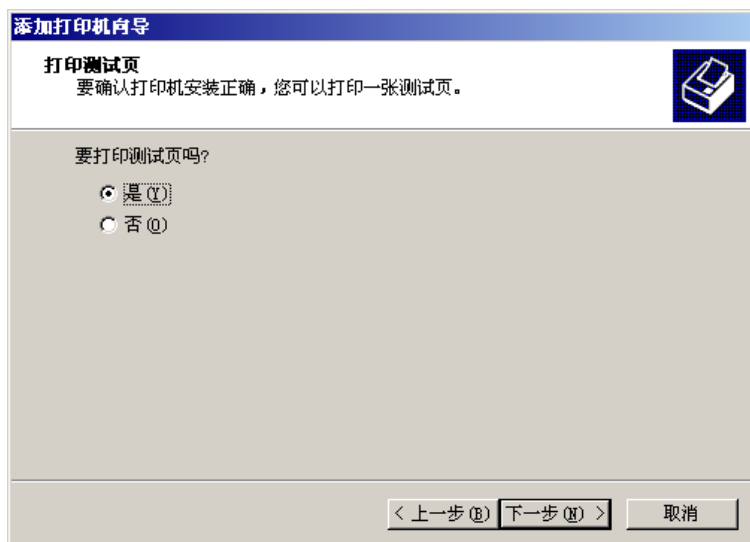 添加打印机向导
打印测试页
要确认打印机安装正确，您可以打印一张测试页。
要打印测试页吗?
是(Y)
否(O)
< 上一步(B) 下一步(N) > 取消